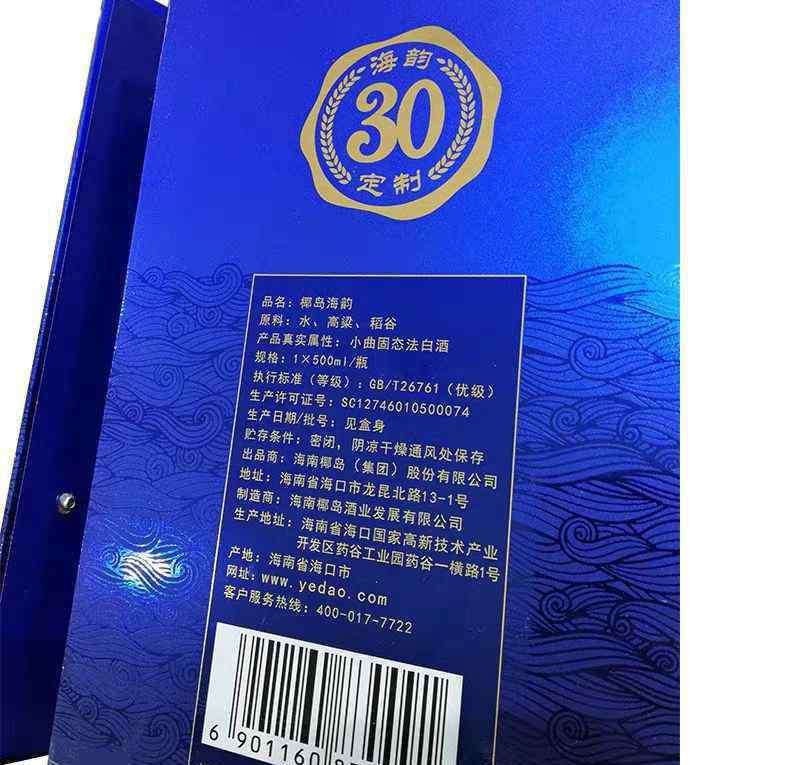 海韵
30
定制
品名：椰岛海韵
原料：水、高粱、稻谷
产品真实属性：小曲固态法白酒
规格：1×500ml/瓶
执行标准（等级）：GB/T26761（优级）
生产许可证号：SC12746010500074
生产日期/批号：见盒身
贮存条件：密闭，阴凉干燥通风处保存
出品商：海南椰岛（集团）股份有限公司
地址：海南省海口市龙昆北路13-1号
制造商：海南椰岛酒业发展有限公司
生产地址：海南省海口国家高新技术产业
开发区药谷工业园药谷一横路1号
产地：海南省海口市
网址：www.yedao.com
客户服务热线：400-017-7722
6 901160